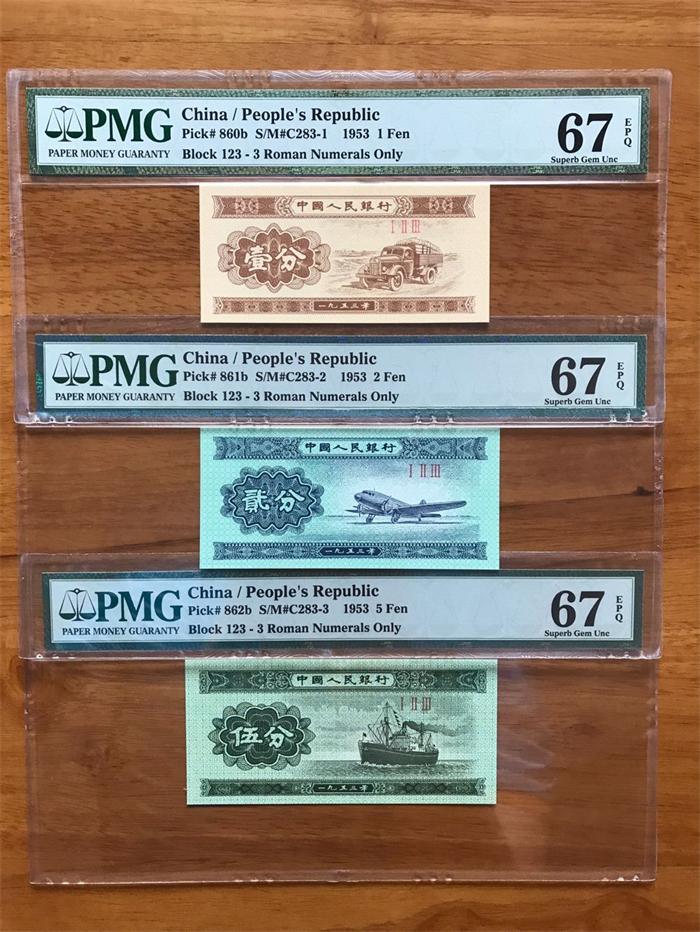 PMG
PAPER MONEY GUARANTY
China / People's Republic
Pick# 860b S/M#C283-1 1953 1 Fen
Block 123 - 3 Roman Numerals Only
67 EPQ
Superb Gem Unc
中國人民銀行
I II III
壹分
一九五三年
PMG
PAPER MONEY GUARANTY
China / People's Republic
Pick# 861b S/M#C283-2 1953 2 Fen
Block 123 - 3 Roman Numerals Only
67 EPQ
Superb Gem Unc
中國人民銀行
I II III
貳分
一九五三年
PMG
PAPER MONEY GUARANTY
China / People's Republic
Pick# 862b S/M#C283-3 1953 5 Fen
Block 123 - 3 Roman Numerals Only
67 EPQ
Superb Gem Unc
中國人民銀行
I II III
伍分
一九五三年